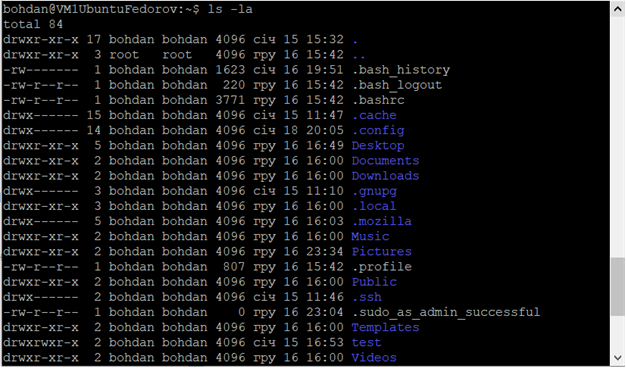 bohdan@VM1UbuntuFedorov:~$ ls -la
total 84
drwxr-xr-x 17 bohdan bohdan 4096 січ 15 15:32 .
drwxr-xr-x  3 root   root   4096 гру 16 15:42 ..
-rw-------  1 bohdan bohdan 1623 січ 16 19:51 .bash_history
-rw-r--r--  1 bohdan bohdan  220 гру 16 15:42 .bash_logout
-rw-r--r--  1 bohdan bohdan 3771 гру 16 15:42 .bashrc
drwx------ 15 bohdan bohdan 4096 січ 15 11:47 .cache
drwx------ 14 bohdan bohdan 4096 січ 18 20:05 .config
drwxr-xr-x  5 bohdan bohdan 4096 гру 16 16:49 Desktop
drwxr-xr-x  2 bohdan bohdan 4096 гру 16 16:00 Documents
drwxr-xr-x  2 bohdan bohdan 4096 гру 16 16:00 Downloads
drwx------  3 bohdan bohdan 4096 січ 15 11:10 .gnupg
drwxr-xr-x  3 bohdan bohdan 4096 гру 16 16:00 .local
drwx------  5 bohdan bohdan 4096 гру 16 16:03 .mozilla
drwxr-xr-x  2 bohdan bohdan 4096 гру 16 16:00 Music
drwxr-xr-x  2 bohdan bohdan 4096 гру 16 23:34 Pictures
-rw-r--r--  1 bohdan bohdan  807 гру 16 15:42 .profile
drwxr-xr-x  2 bohdan bohdan 4096 гру 16 16:00 Public
drwx------  2 bohdan bohdan 4096 січ 15 11:46 .ssh
-rw-r--r--  1 bohdan bohdan    0 гру 16 23:04 .sudo_as_admin_successful
drwxr-xr-x  2 bohdan bohdan 4096 гру 16 16:00 Templates
drwxrwxr-x  2 bohdan bohdan 4096 січ 15 16:53 test
drwxr-xr-x  2 bohdan bohdan 4096 гру 16 16:00 Videos